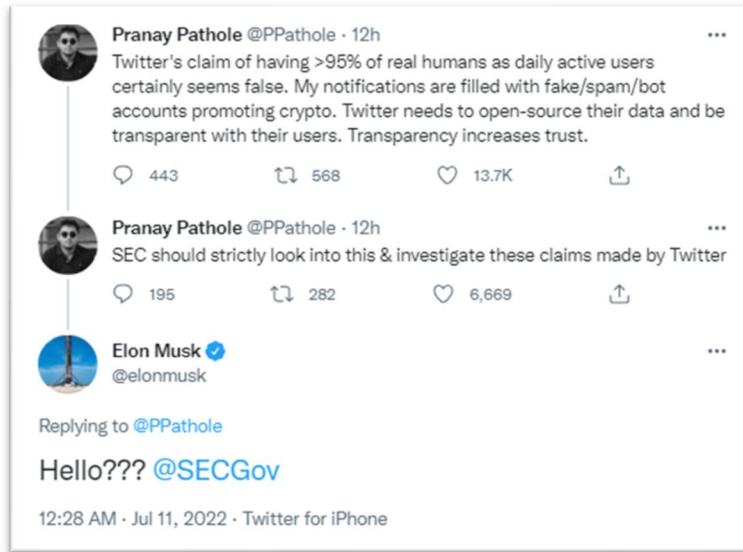 Pranay Pathole @PPathole · 12h
Twitter's claim of having >95% of real humans as daily active users
certainly seems false. My notifications are filled with fake/spam/bot
accounts promoting crypto. Twitter needs to open-source their data and be
transparent with their users. Transparency increases trust.
443 568 13.7K
Pranay Pathole @PPathole · 12h
SEC should strictly look into this & investigate these claims made by Twitter
195 282 6,669
Elon Musk
@elonmusk
Replying to @PPathole
Hello??? @SECGov
12:28 AM · Jul 11, 2022 · Twitter for iPhone